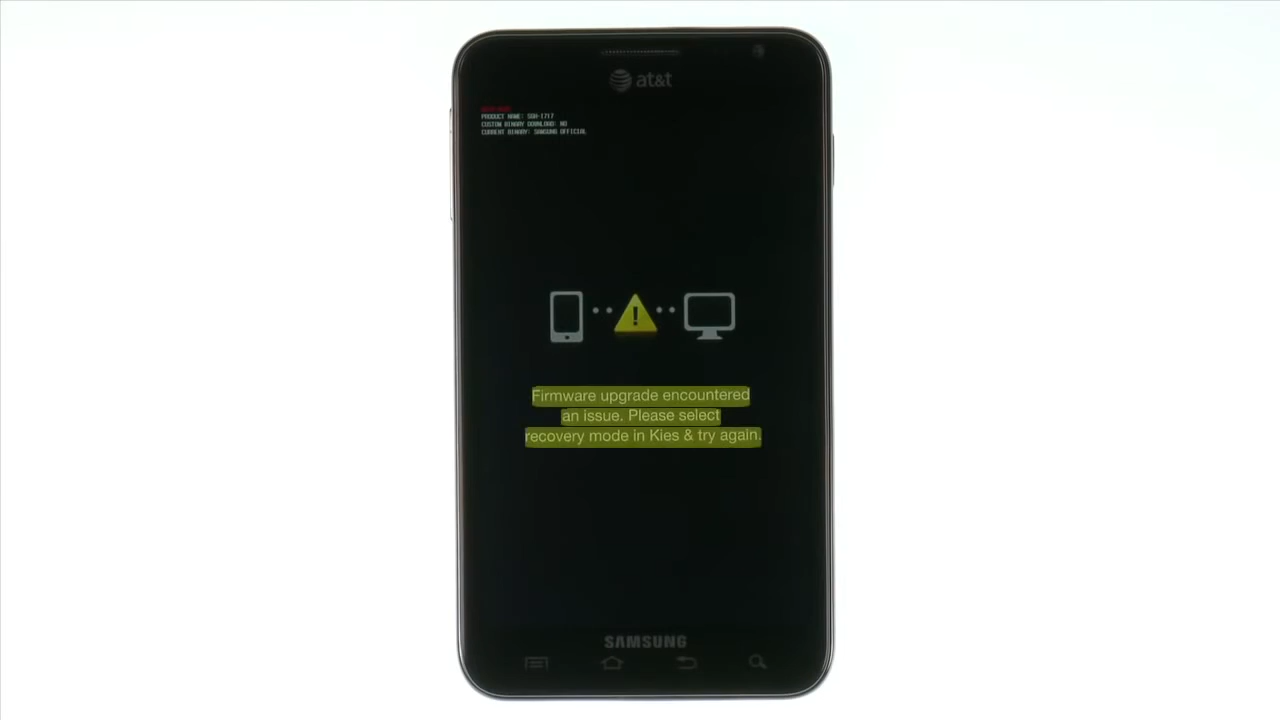 at&t
PRODUCT NAME: SGH-I717
CUSTOM BINARY DOWNLOAD: NO
CURRENT BINARY: SAMSUNG OFFICIAL
Firmware upgrade encountered
an issue. Please select
recovery mode in Kies & try again.
SAMSUNG